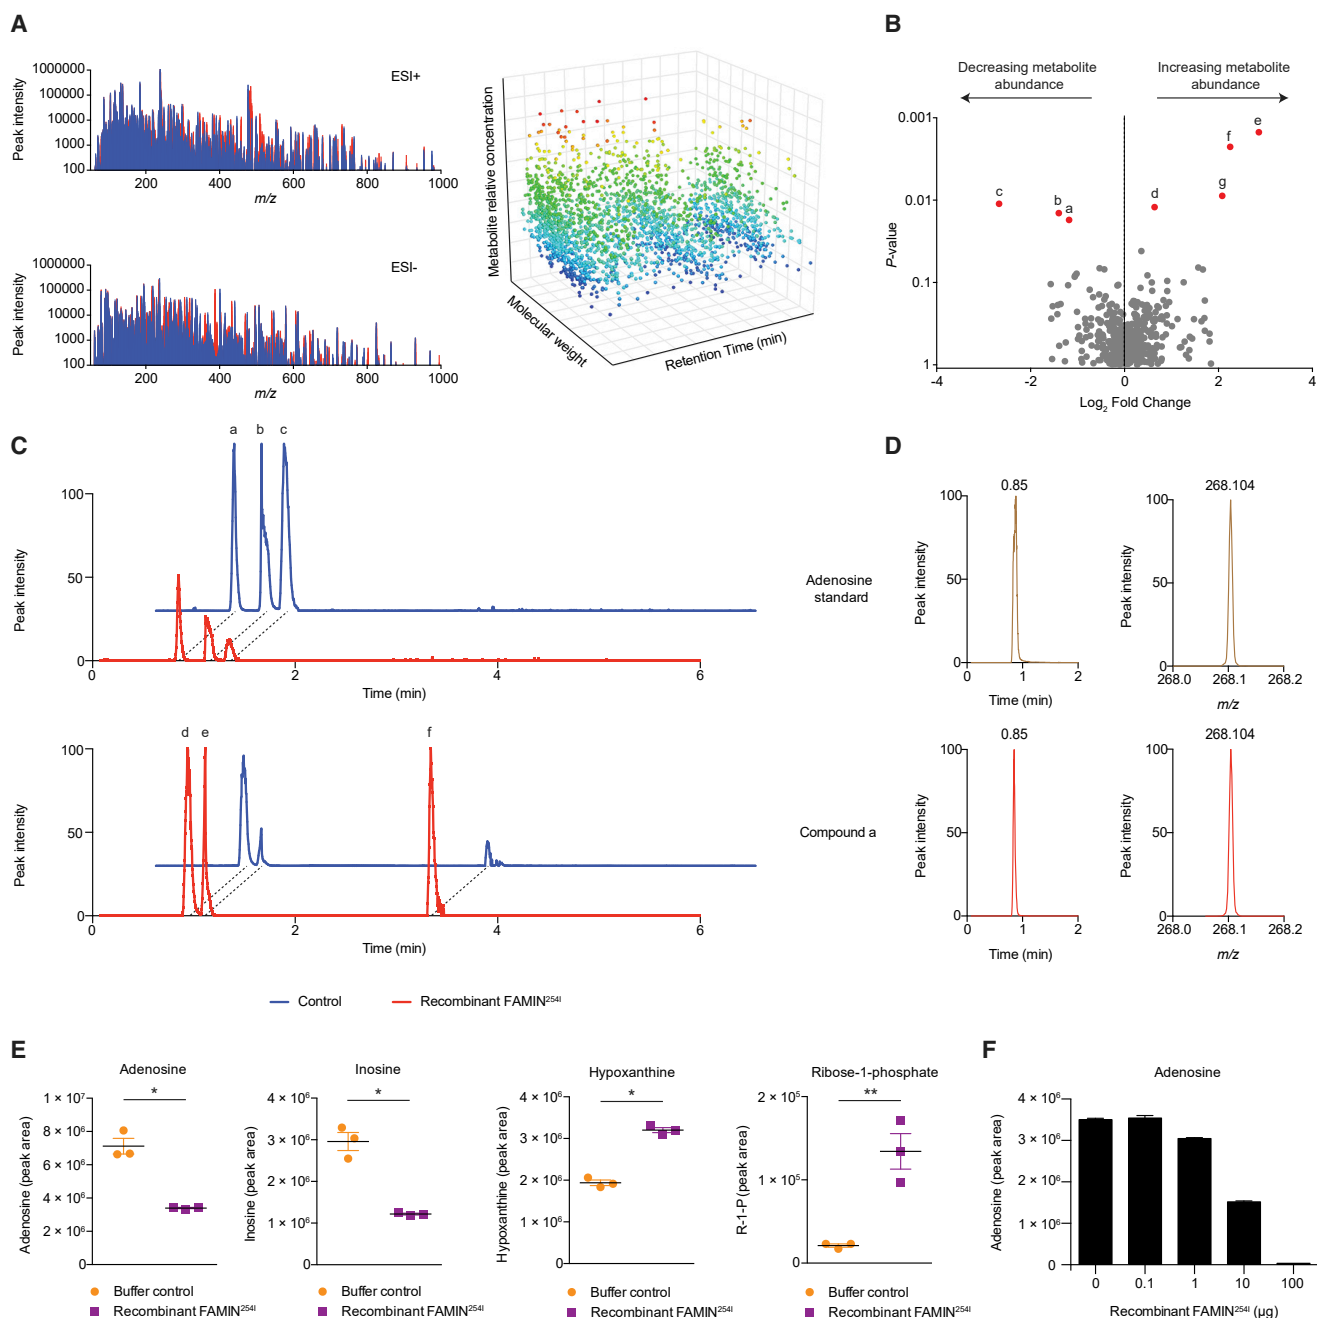 A
Peak intensity
1000000
100000
10000
1000
100
ESI+
200
400
600
800
1000
m/z
Peak intensity
1000000
100000
10000
1000
100
ESI-
200
400
600
800
1000
m/z
Metabolite relative concentration
Molecular weight
Retention Time (min)
B
Decreasing metabolite
abundance
Increasing metabolite
abundance
P-value
0.001
0.01
0.1
1
c
b
a
d
g
f
e
-4
-2
0
2
4
Log2 Fold Change
C
a
b
c
Peak intensity
100
50
0
0
2
4
6
Time (min)
d
e
f
Peak intensity
100
50
0
0
2
4
6
Time (min)
Control
Recombinant FAMIN254I
D
Adenosine
standard
0.85
Peak intensity
100
50
0
0
1
2
Time (min)
268.104
Peak intensity
100
50
0
268.0
268.1
268.2
m/z
Compound a
0.85
Peak intensity
100
50
0
0
1
2
Time (min)
268.104
Peak intensity
100
50
0
268.0
268.1
268.2
m/z
E
Adenosine
*
Adenosine (peak area)
1 × 10⁷
8 × 10⁶
6 × 10⁶
4 × 10⁶
2 × 10⁶
0
Buffer control
Recombinant FAMIN254I
Inosine
*
Inosine (peak area)
4 × 10⁶
3 × 10⁶
2 × 10⁶
1 × 10⁶
0
Buffer control
Recombinant FAMIN254I
Hypoxanthine
*
Hypoxanthine (peak area)
4 × 10⁶
3 × 10⁶
2 × 10⁶
1 × 10⁶
0
Buffer control
Recombinant FAMIN254I
Ribose-1-phosphate
**
R-1-P (peak area)
2 × 10⁵
1 × 10⁵
0
Buffer control
Recombinant FAMIN254I
F
Adenosine
Adenosine (peak area)
4 × 10⁶
3 × 10⁶
2 × 10⁶
1 × 10⁶
0
0
0.1
1
10
100
Recombinant FAMIN254I (µg)